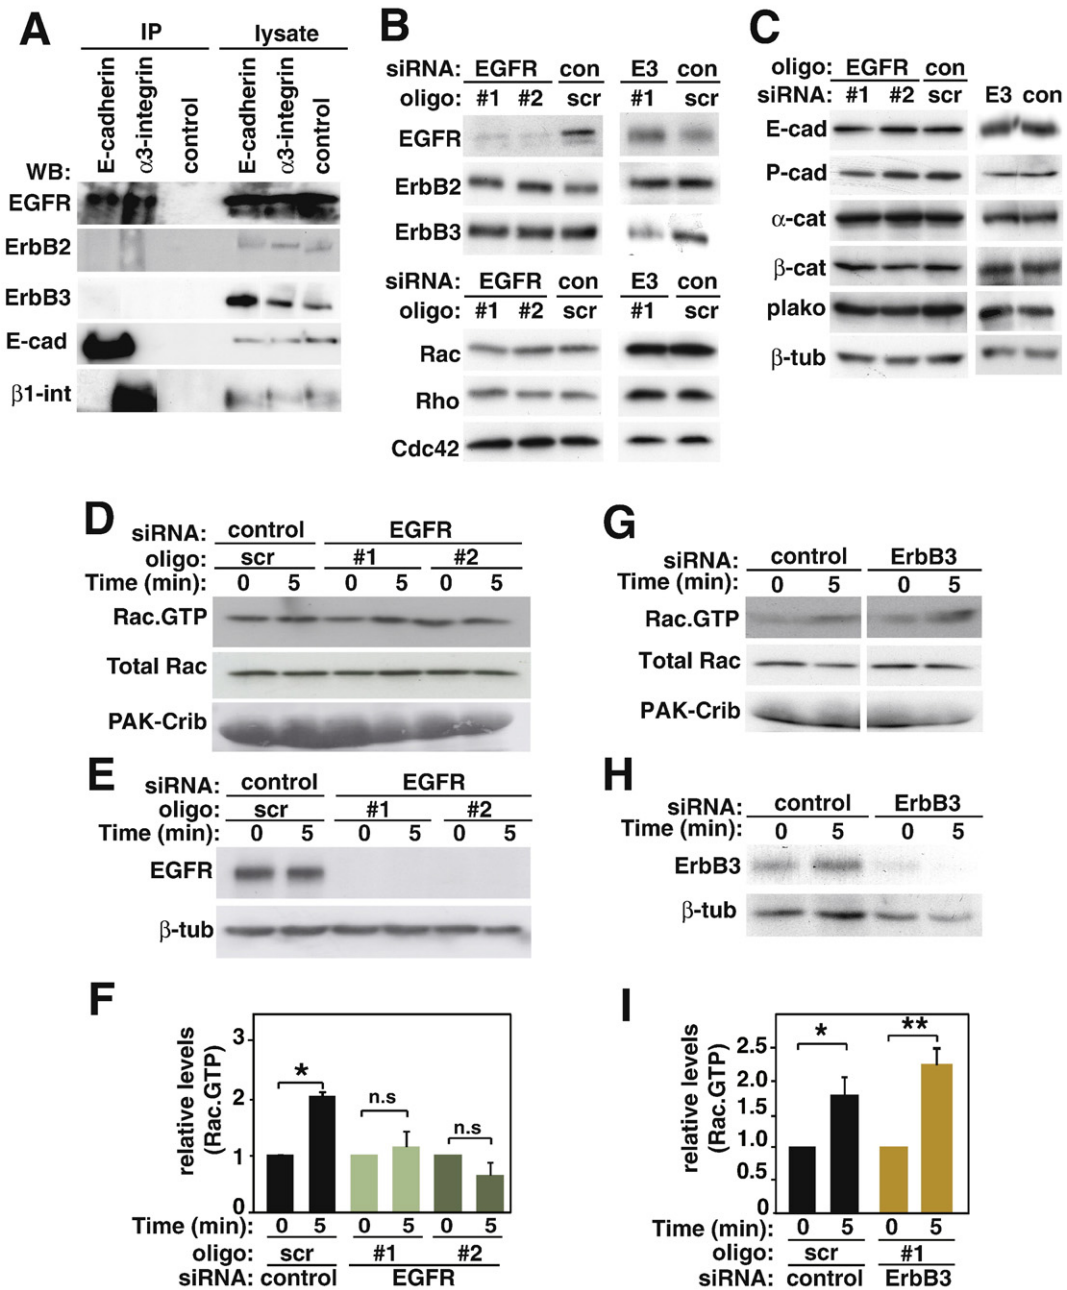 A
IP lysate
E-cadherin α3-integrin control E-cadherin α3-integrin control
WB:
EGFR
ErbB2
ErbB3
E-cad
β1-int
B
siRNA: EGFR con E3 con
oligo: #1 #2 scr #1 scr
EGFR
ErbB2
ErbB3
siRNA: EGFR con E3 con
oligo: #1 #2 scr #1 scr
Rac
Rho
Cdc42
C
oligo: EGFR con
siRNA: #1 #2 scr E3 con
E-cad
P-cad
α-cat
β-cat
plako
β-tub
D
siRNA: control EGFR
oligo: scr #1 #2
Time (min): 0 5 0 5 0 5
Rac.GTP
Total Rac
PAK-Crib
E
siRNA: control EGFR
oligo: scr #1 #2
Time (min): 0 5 0 5 0 5
EGFR
β-tub
F
relative levels
(Rac.GTP)
3
2
1
0
* n.s n.s
Time (min): 0 5 0 5 0 5
oligo: scr #1 #2
siRNA: control EGFR
G
siRNA: control ErbB3
Time (min): 0 5 0 5
Rac.GTP
Total Rac
PAK-Crib
H
siRNA: control ErbB3
Time (min): 0 5 0 5
ErbB3
β-tub
I
relative levels
(Rac.GTP)
2.5
2.0
1.5
1.0
0.5
0
* **
Time (min): 0 5 0 5
oligo: scr #1
siRNA: control ErbB3